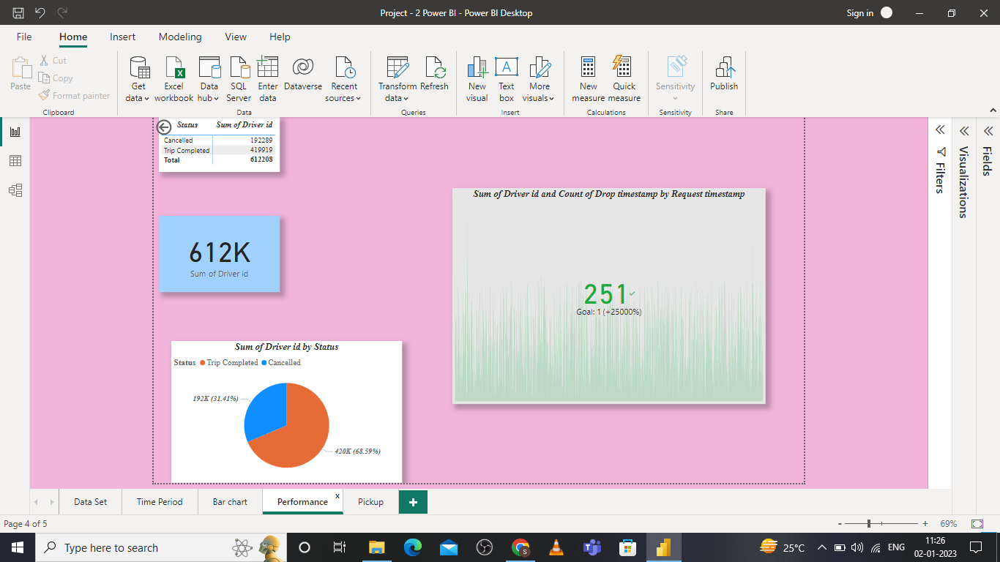 Project - 2 Power BI - Power BI Desktop
Sign in
File Home Insert Modeling View Help
Paste
Cut
Copy
Format painter
Clipboard
Get data
Excel workbook
Data hub
SQL Server
Enter data
Dataverse
Recent sources
Data
Transform data
Refresh
Queries
New visual
Text box
More visuals
Insert
New measure
Quick measure
Calculations
Sensitivity
Sensitivity
Publish
Share
Status Sum of Driver id
Cancelled 192289
Trip Completed 419919
Total 612208
612K
Sum of Driver id
Sum of Driver id by Status
Status Trip Completed Cancelled
192K (31.41%)
420K (68.59%)
Sum of Driver id and Count of Drop timestamp by Request timestamp
251
Goal: 1 (+25000%)
Filters
Visualizations
Fields
Data Set Time Period Bar chart Performance x Pickup +
Page 4 of 5
- + 69%
Type here to search
25°C
ENG
11:26
02-01-2023